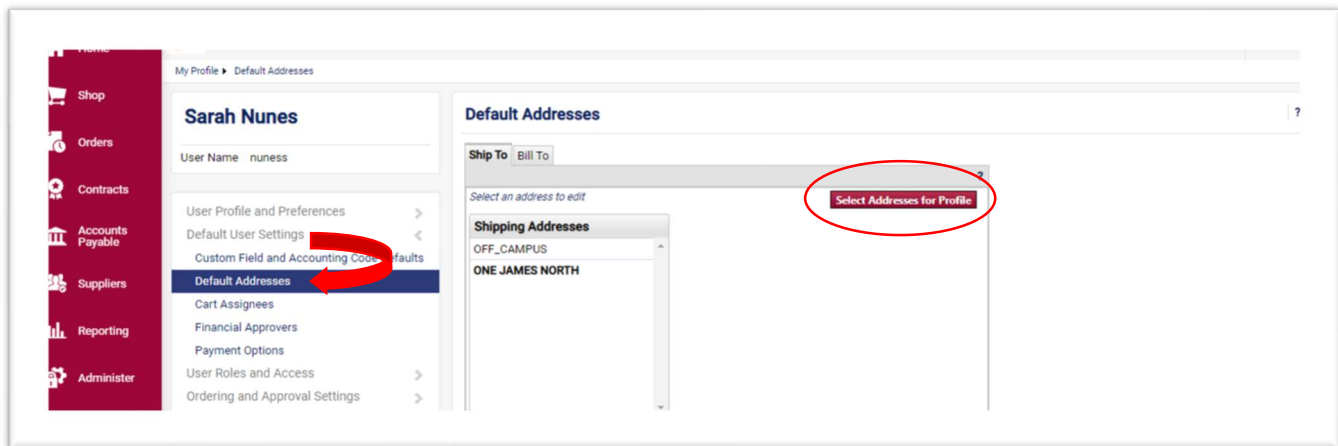 Home
My Profile ▸ Default Addresses
Shop
Orders
Contracts
Accounts
Payable
Suppliers
Reporting
Administer
Sarah Nunes
User Name nuness
User Profile and Preferences
Default User Settings
Custom Field and Accounting Code
Default Addresses
Cart Assignees
Financial Approvers
Payment Options
User Roles and Access
Ordering and Approval Settings
Default Addresses
?
Ship To Bill To
?
Select an address to edit
Select Addresses for Profile
Shipping Addresses
OFF_CAMPUS
ONE JAMES NORTH